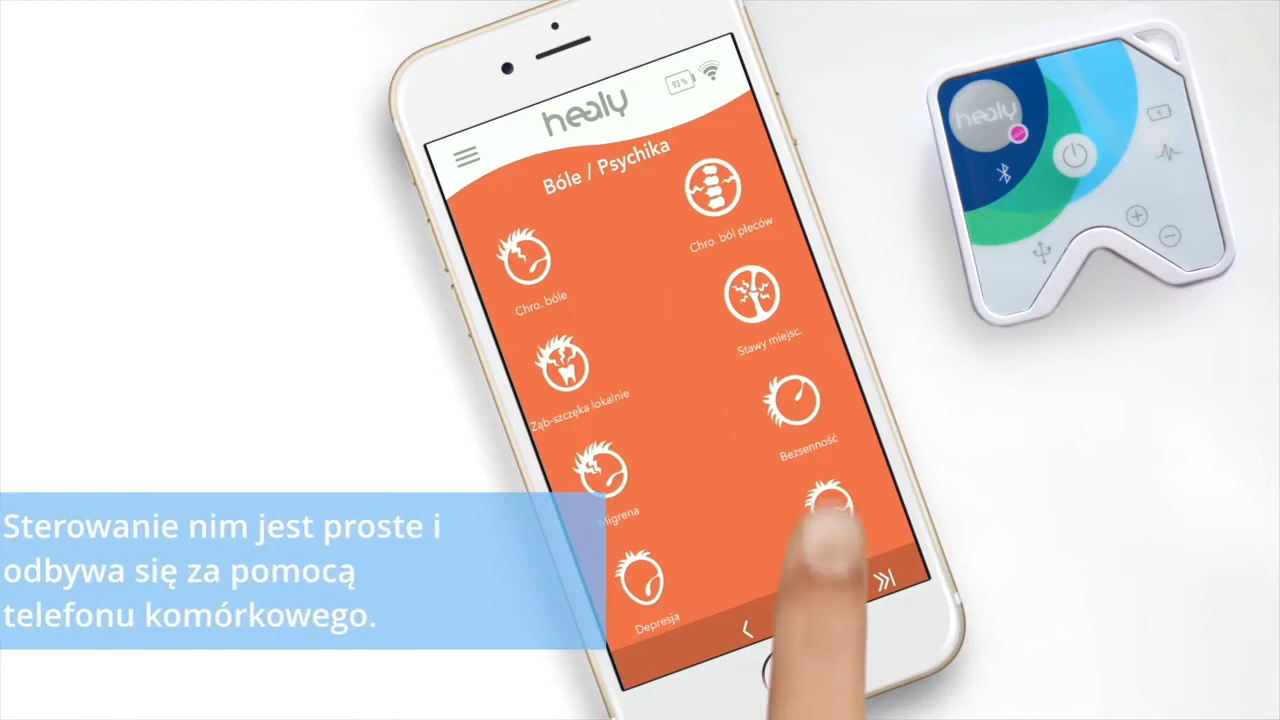 healy
93 %
Bóle / Psychika
Chro. bóle
Chro. ból pleców
Ząb-szczęka lokalnie
Stawy miejsc.
Migrena
Bezsenność
Depresja
healy
Sterowanie nim jest proste i
odbywa się za pomocą
telefonu komórkowego.